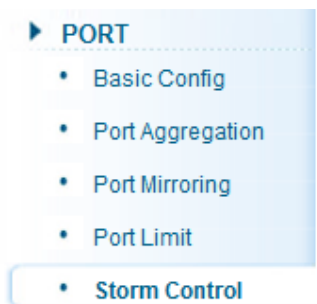 PORT
Basic Config
Port Aggregation
Port Mirroring
Port Limit
Storm Control